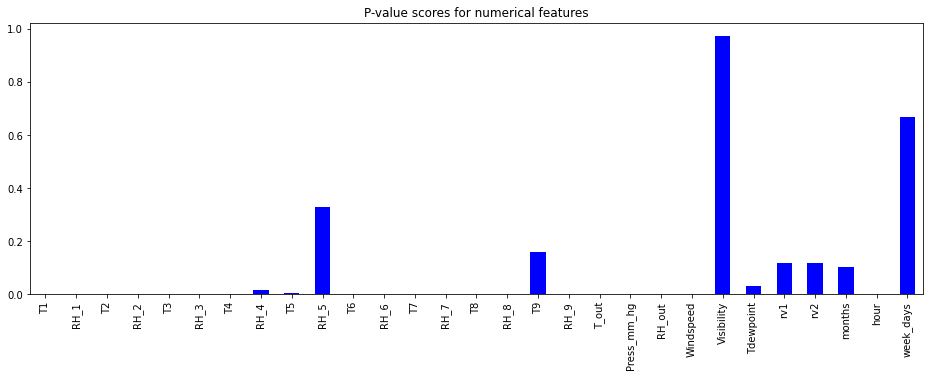 P-value scores for numerical features
1.0
0.8
0.6
0.4
0.2
0.0
T1
RH_1
T2
RH_2
T3
RH_3
T4
RH_4
T5
RH_5
T6
RH_6
T7
RH_7
T8
RH_8
T9
RH_9
T_out
Press_mm_hg
RH_out
Windspeed
Visibility
Tdewpoint
rv1
rv2
months
hour
week_days